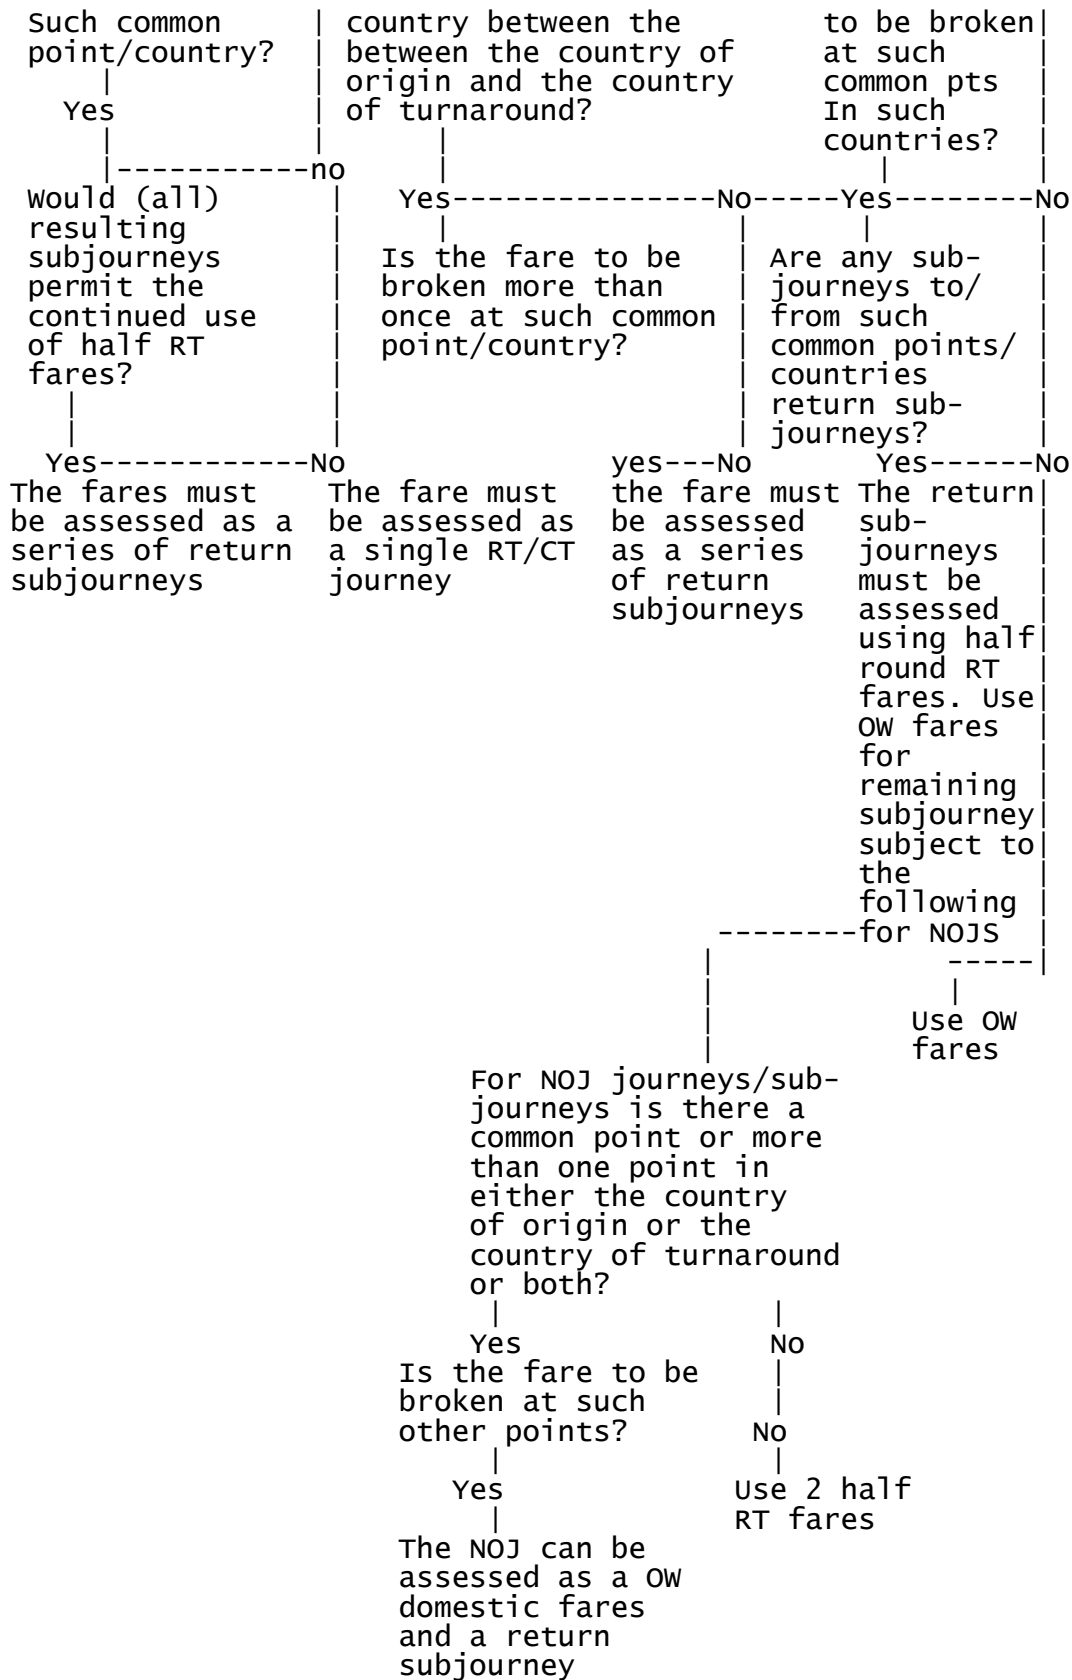 Such common | country between the to be broken|
point/country? | between the country of at such |
| | origin and the country common pts |
Yes | of turnaround? In such |
| | | countries? |
|-----------no | | |
Would (all) | Yes---------------No-----Yes--------No
resulting | | | | |
subjourneys | Is the fare to be | Are any sub- |
permit the | broken more than | journeys to/ |
continued use | once at such common | from such |
of half RT | point/country? | common points/ |
fares? | | countries |
| | | return sub- |
| | | journeys? |
Yes------------No yes---No Yes------No
The fares must The fare must the fare must The return|
be assessed as a be assessed as be assessed sub- |
series of return a single RT/CT as a series journeys |
subjourneys journey of return must be |
subjourneys assessed |
using half|
round RT |
fares. Use|
OW fares |
for |
remaining |
subjourney|
subject to|
the |
following |
--------for NOJS |
| -----|
| |
| Use OW
| fares
For NOJ journeys/sub-
journeys is there a
common point or more
than one point in
either the country
of origin or the
country of turnaround
or both?
| |
Yes No
Is the fare to be |
broken at such |
other points? No
| |
Yes Use 2 half
| RT fares
The NOJ can be
assessed as a OW
domestic fares
and a return
subjourney